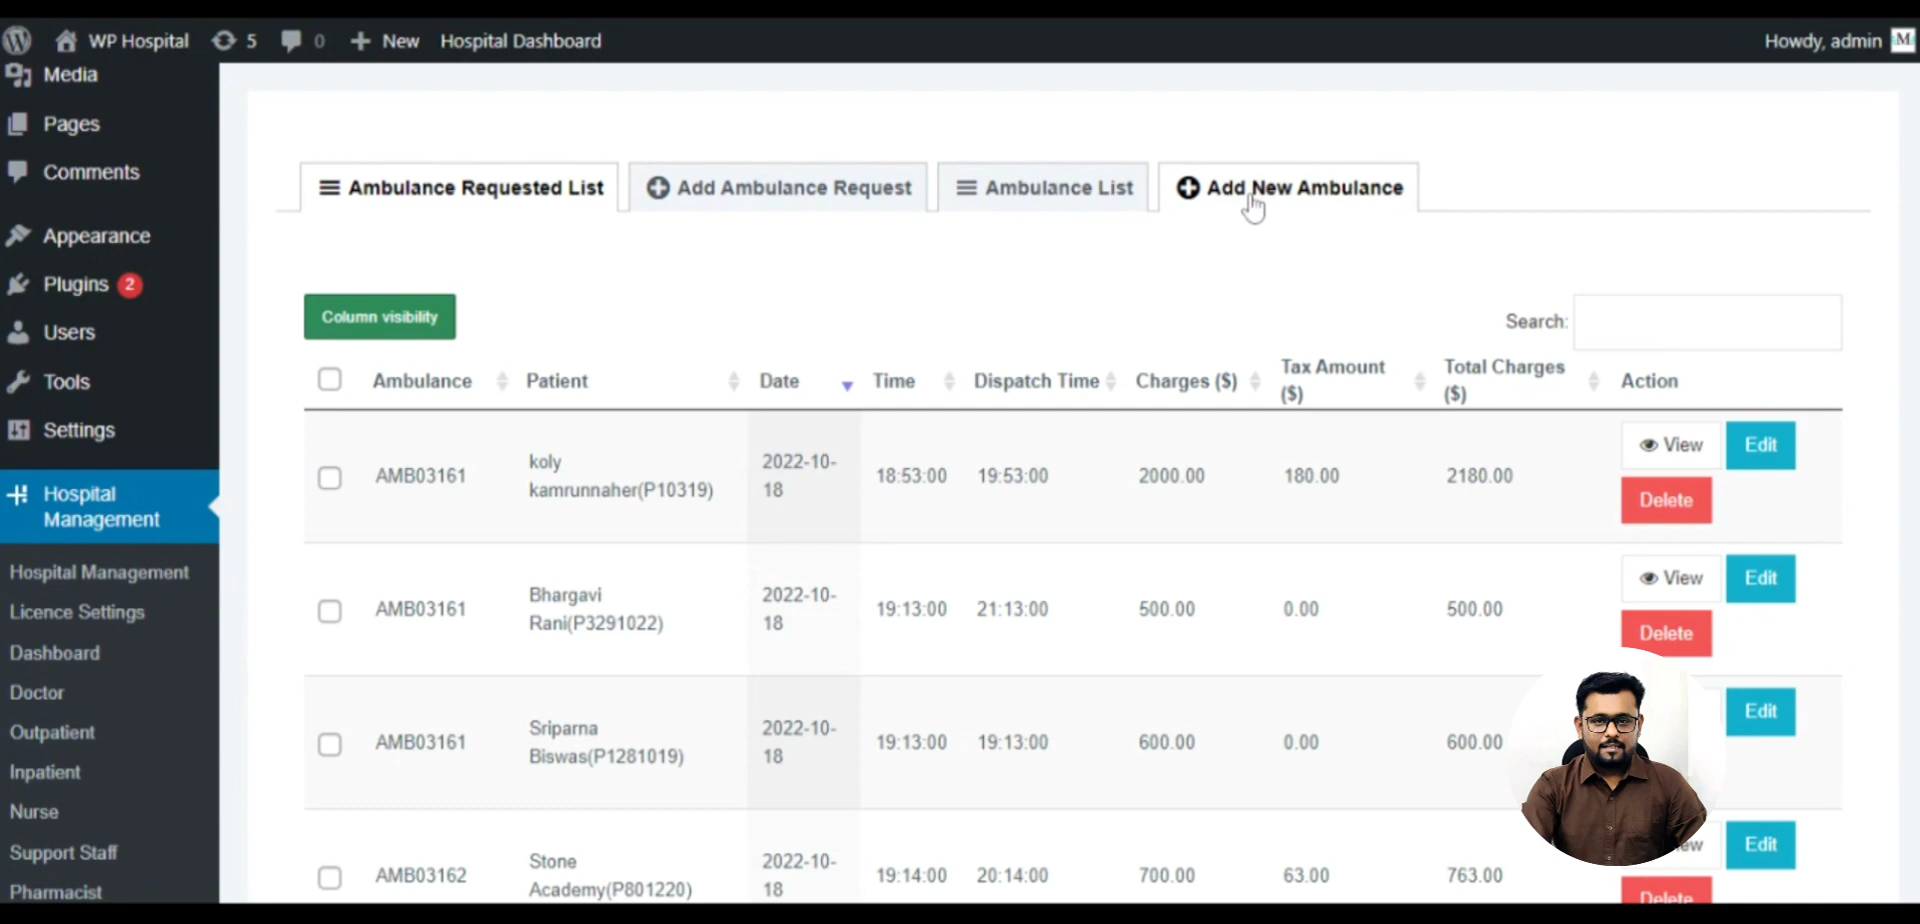 WP Hospital 5 0 New Hospital Dashboard Howdy, admin M
Media
Pages
Comments
Appearance
Plugins 2
Users
Tools
Settings
Hospital
Management
Hospital Management
Licence Settings
Dashboard
Doctor
Outpatient
Inpatient
Nurse
Support Staff
Pharmacist
Ambulance Requested List Add Ambulance Request Ambulance List Add New Ambulance
Column visibility Search:
Ambulance Patient Date Time Dispatch Time Charges ($) Tax Amount ($) Total Charges ($) Action
AMB03161 koly kamrunnaher(P10319) 2022-10-18 18:53:00 19:53:00 2000.00 180.00 2180.00 View Edit
Delete
AMB03161 Bhargavi Rani(P3291022) 2022-10-18 19:13:00 21:13:00 500.00 0.00 500.00 View Edit
Delete
AMB03161 Sriparna Biswas(P1281019) 2022-10-18 19:13:00 19:13:00 600.00 0.00 600.00 Edit
AMB03162 Stone Academy(P801220) 2022-10-18 19:14:00 20:14:00 700.00 63.00 763.00 ew Edit
Delete